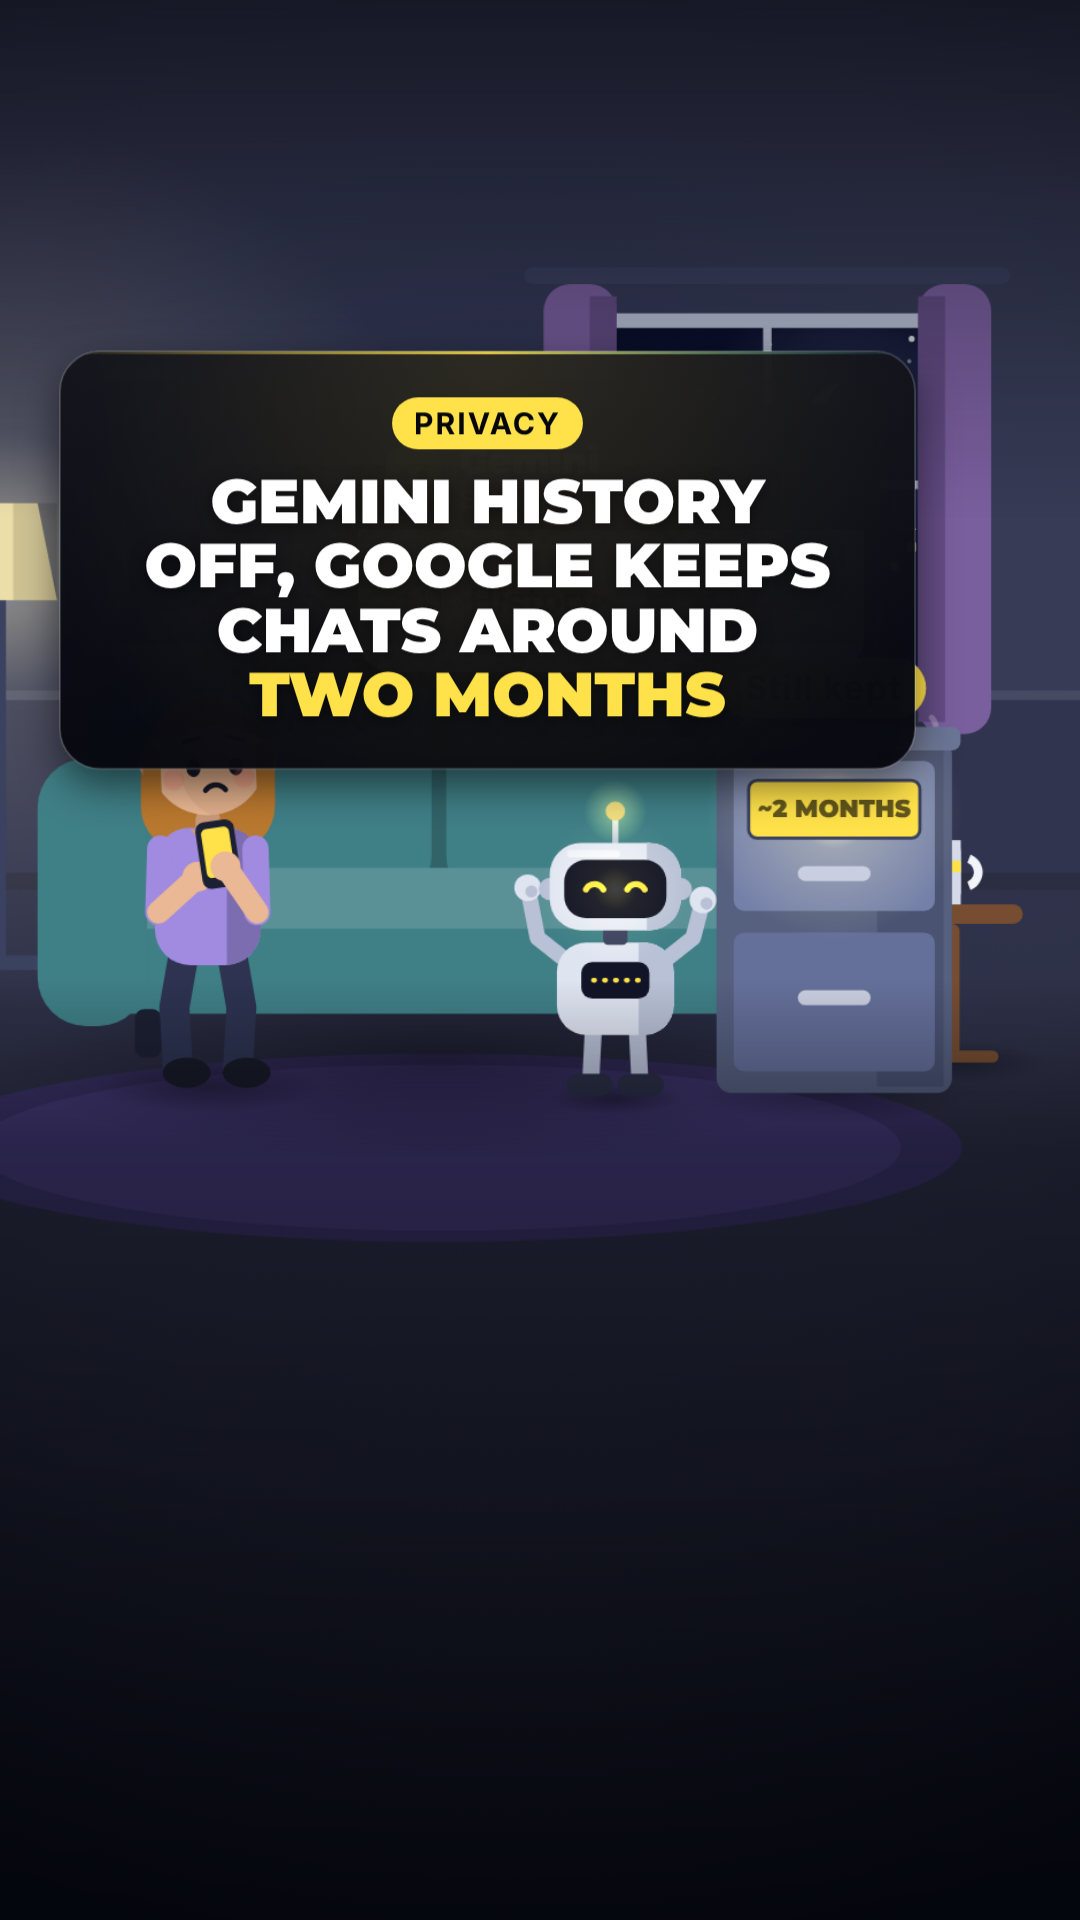 PRIVACY
GEMINI HISTORY
OFF, GOOGLE KEEPS
CHATS AROUND
TWO MONTHS
~2 MONTHS